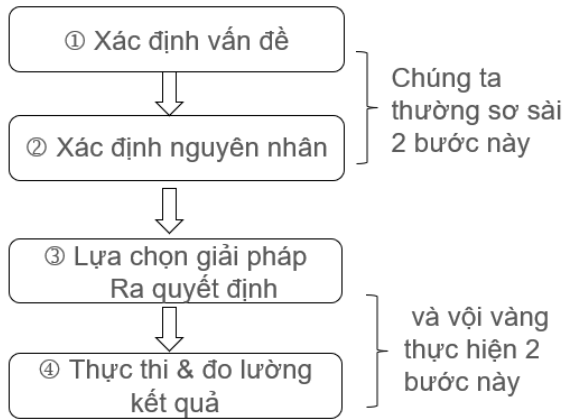 ① Xác định vấn đề
② Xác định nguyên nhân
Chúng ta
thường sơ sài
2 bước này
③ Lựa chọn giải pháp
Ra quyết định
④ Thực thi & đo lường
kết quả
và vội vàng
thực hiện 2
bước này